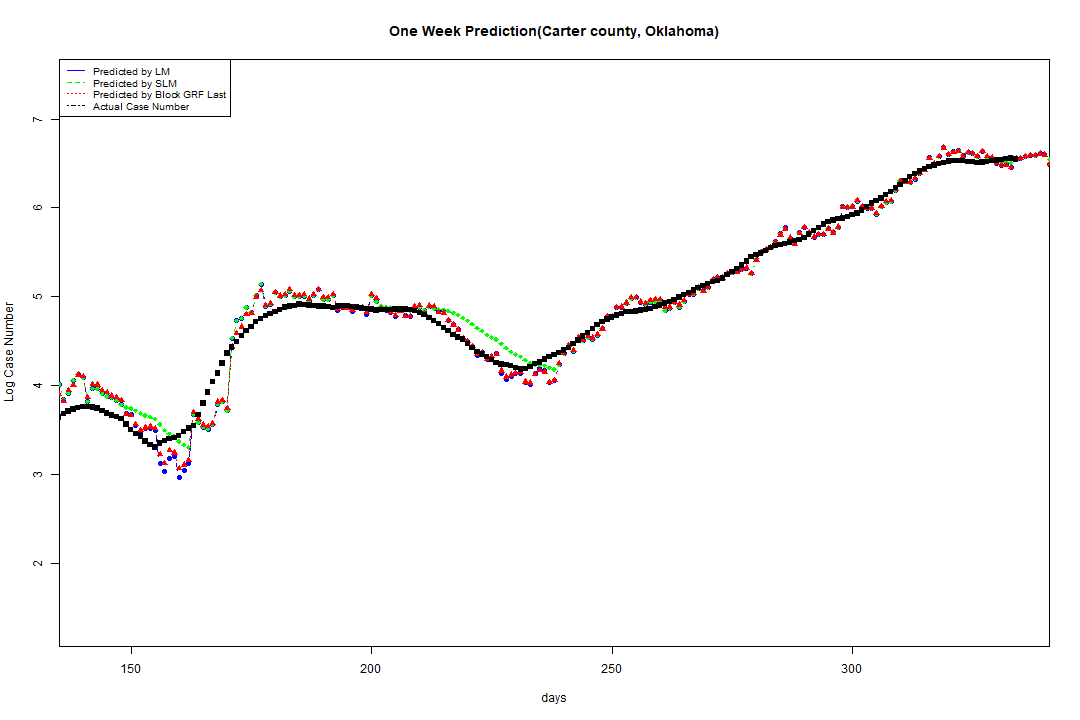 One Week Prediction(Carter county, Oklahoma)
Predicted by LM
Predicted by SLM
Predicted by Block GRF Last
Actual Case Number
7
6
5
4
3
2
Log Case Number
150 200 250 300
days